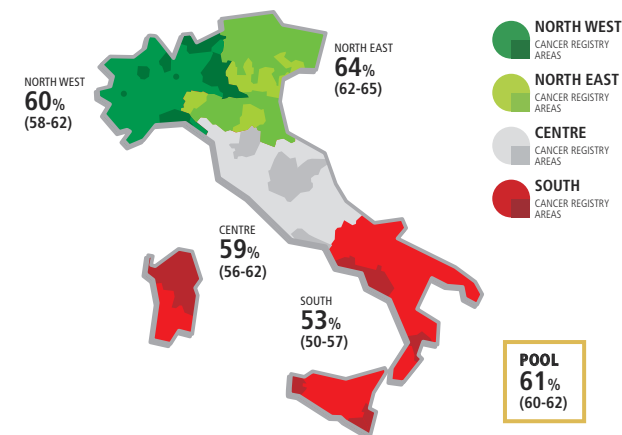 NORTH WEST
60%
(58-62)
NORTH EAST
64%
(62-65)
CENTRE
59%
(56-62)
SOUTH
53%
(50-57)
NORTH WEST
CANCER REGISTRY
AREAS
NORTH EAST
CANCER REGISTRY
AREAS
CENTRE
CANCER REGISTRY
AREAS
SOUTH
CANCER REGISTRY
AREAS
POOL
61%
(60-62)